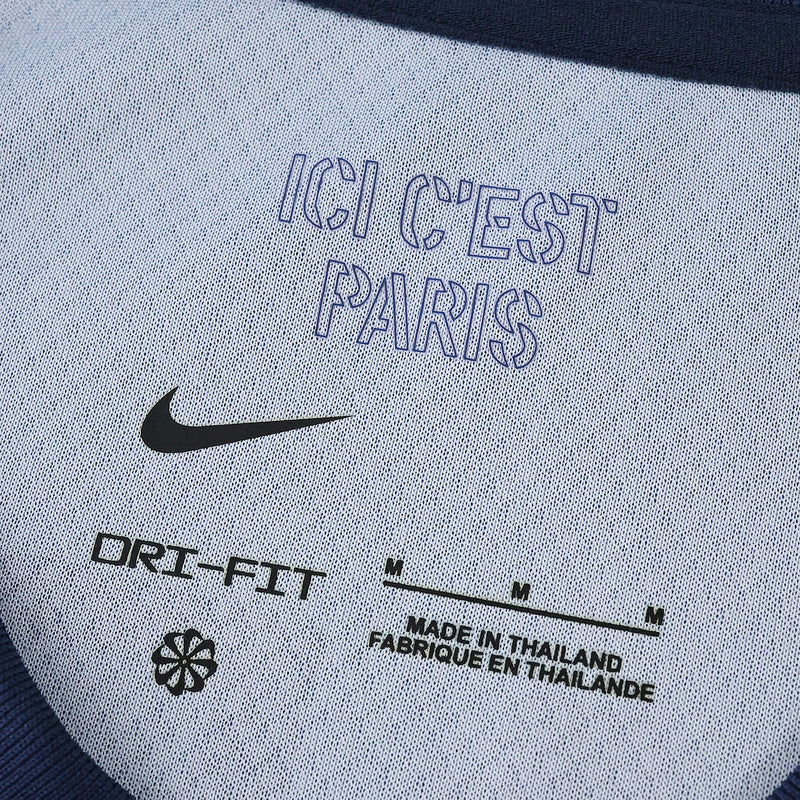 ICI C'EST
PARIS
DRI-FIT
M M M
MADE IN THAILAND
FABRIQUE EN THAILANDE